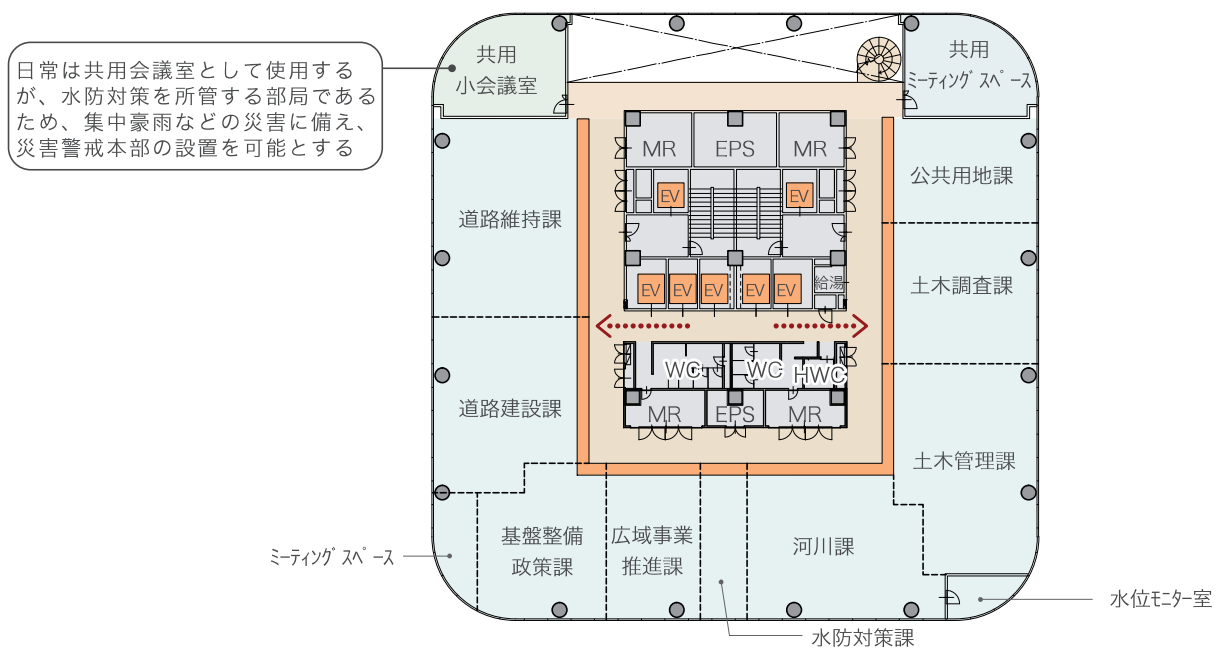 共用
小会議室
共用
ミーティングスペース
日常は共用会議室として使用する
が、水防対策を所管する部局である
ため、集中豪雨などの災害に備え、
災害警戒本部の設置を可能とする
MR
EPS
MR
公共用地課
EV
EV
道路維持課
土木調査課
EV
EV
EV
EV
EV
給湯
WC
WC
HWC
道路建設課
MR
EPS
MR
土木管理課
基盤整備
政策課
広域事業
推進課
河川課
ミーティングスペース
水位モニター室
水防対策課